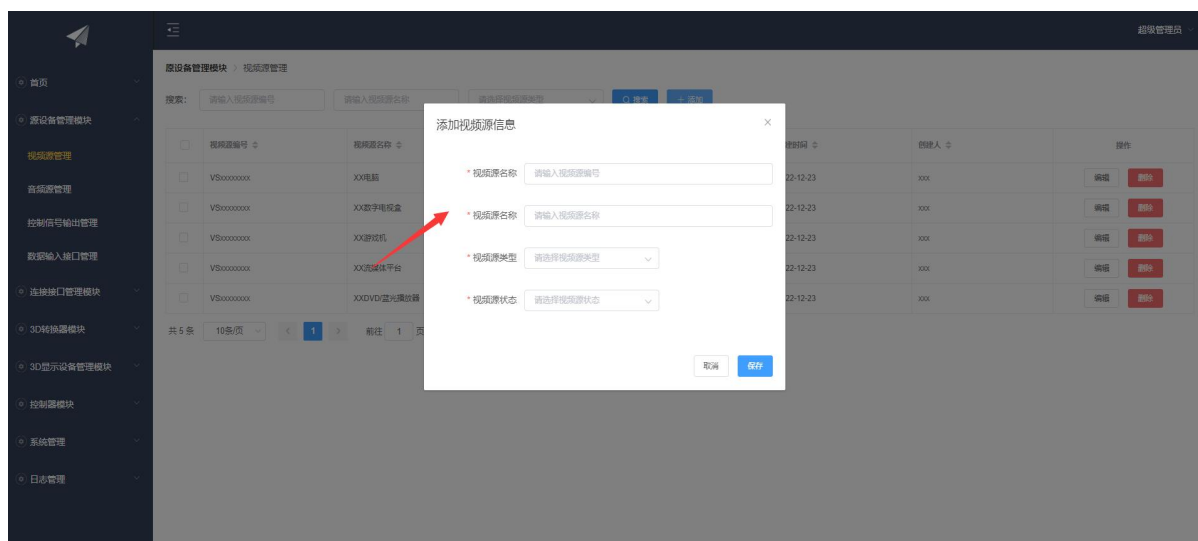 超级管理员
原设备管理模块 > 视频源管理
首页
源设备管理模块
视频源管理
音频源管理
控制信号输出管理
数据输入接口管理
连接接口管理模块
3D转换器模块
3D显示设备管理模块
控制器模块
系统管理
日志管理
搜索: 请输入视频源编号 请输入视频源名称 请选择视频源类型 搜索 + 添加
视频源编号 视频源名称 建时间 创建人 操作
VSxxxxxxxx XX电脑 22-12-23 xxx 编辑 删除
VSxxxxxxxx XX数字电视盒 22-12-23 xxx 编辑 删除
VSxxxxxxxx XX游戏机 22-12-23 xxx 编辑 删除
VSxxxxxxxx XX流媒体平台 22-12-23 xxx 编辑 删除
VSxxxxxxxx XXDVD/蓝光播放器 22-12-23 xxx 编辑 删除
共 5 条 10条/页 < 1 > 前往 1 页
添加视频源信息 ×
* 视频源名称 请输入视频源编号
* 视频源名称 请输入视频源名称
* 视频源类型 请选择视频源类型
* 视频源状态 请选择视频源状态
取消 保存